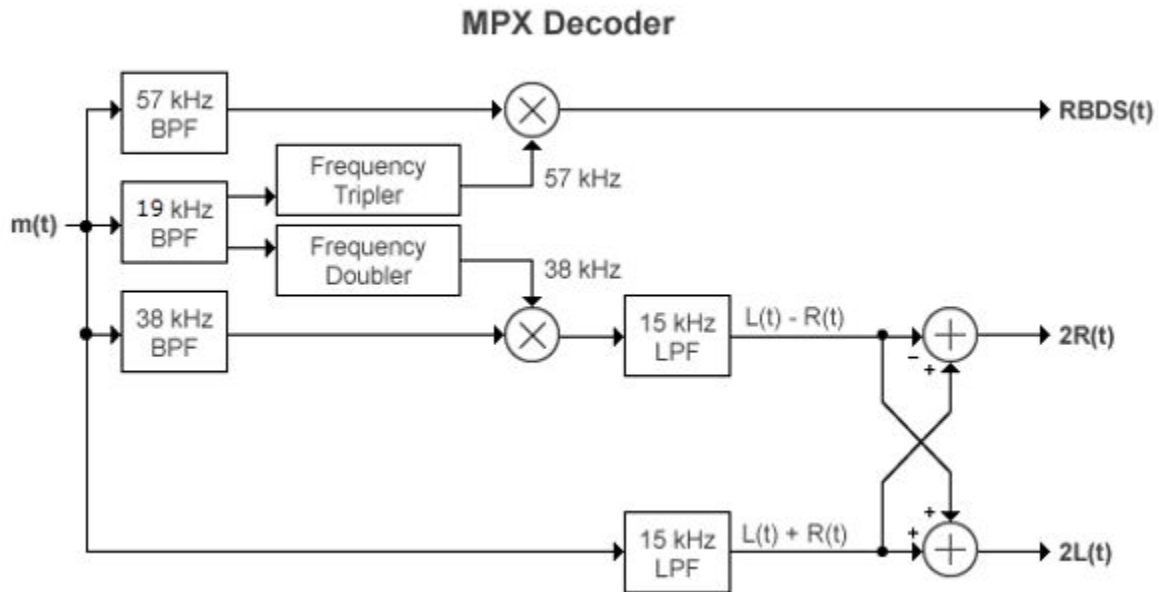 MPX Decoder
57 kHz
BPF
RBDS(t)
Frequency
Tripler
57 kHz
m(t)
19 kHz
BPF
Frequency
Doubler
38 kHz
38 kHz
BPF
15 kHz
LPF
L(t) - R(t)
2R(t)
-
+
15 kHz
LPF
L(t) + R(t)
+
+
2L(t)